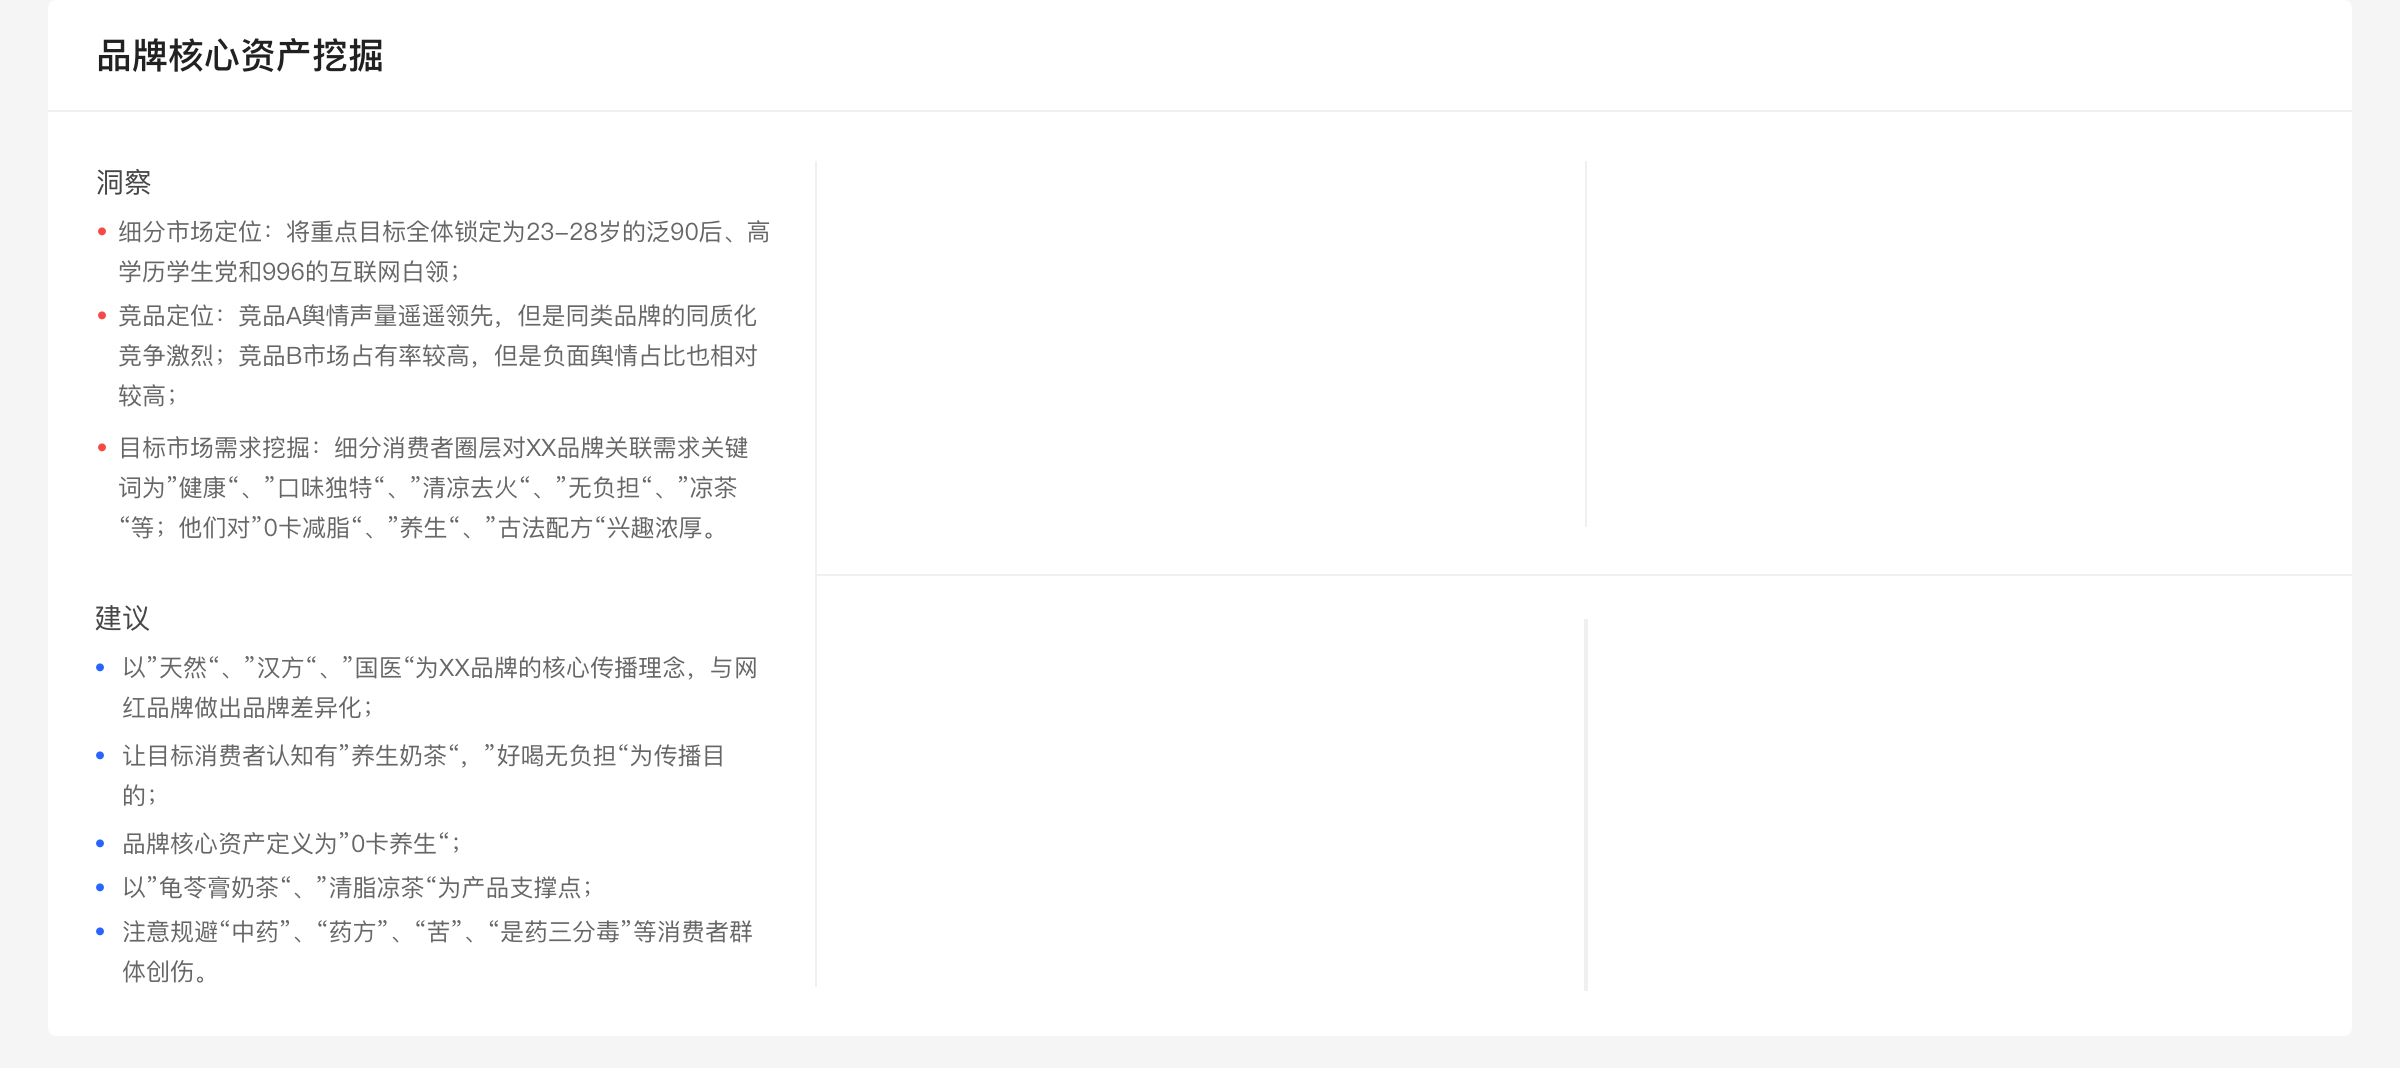 品牌核心资产挖掘
洞察
• 细分市场定位：将重点目标全体锁定为23-28岁的泛90后、高
学历学生党和996的互联网白领；
• 竞品定位：竞品A舆情声量遥遥领先，但是同类品牌的同质化
竞争激烈；竞品B市场占有率较高，但是负面舆情占比也相对
较高；
• 目标市场需求挖掘：细分消费者圈层对XX品牌关联需求关键
词为”健康“、”口味独特“、”清凉去火“、”无负担“、”凉茶
“等；他们对”0卡减脂“、”养生“、”古法配方“兴趣浓厚。
建议
• 以”天然“、”汉方“、”国医“为XX品牌的核心传播理念，与网
红品牌做出品牌差异化；
• 让目标消费者认知有”养生奶茶“，”好喝无负担“为传播目
的；
• 品牌核心资产定义为”0卡养生“；
• 以”龟苓膏奶茶“、”清脂凉茶“为产品支撑点；
• 注意规避“中药”、“药方”、“苦”、“是药三分毒”等消费者群
体创伤。